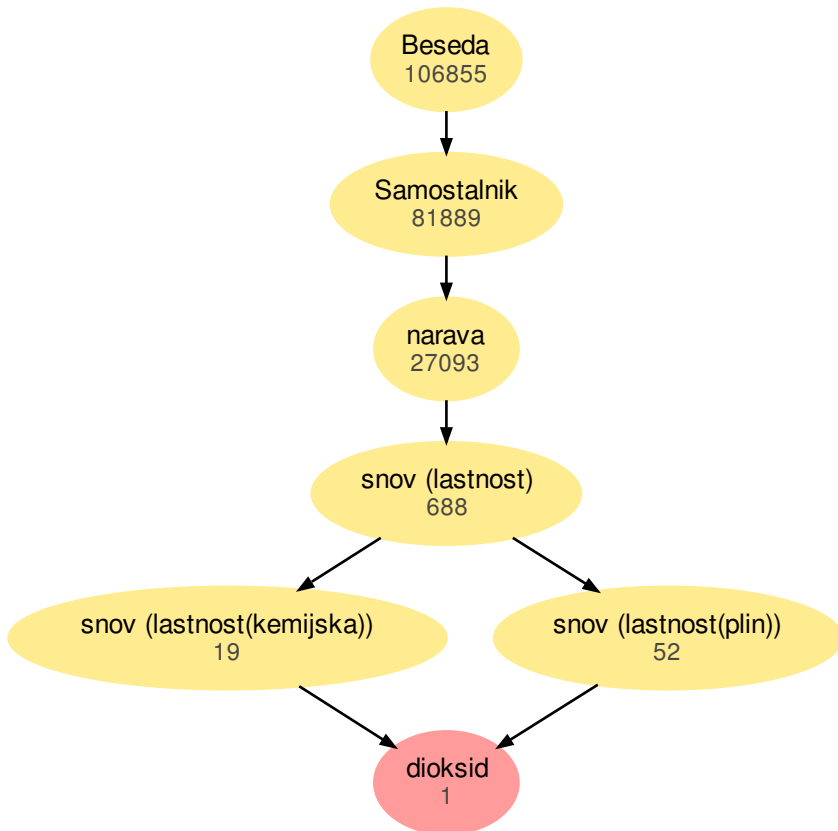 Beseda
106855
Samostalnik
81889
narava
27093
snov (lastnost)
688
snov (lastnost(kemijska))
19
snov (lastnost(plin))
52
dioksid
1